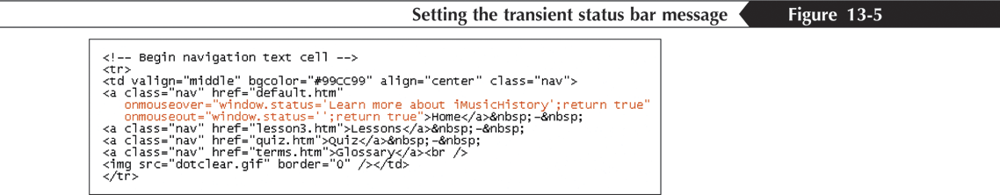 Setting the transient status bar message Figure 13-5
<!-- Begin navigation text cell -->
<tr>
<td valign="middle" bgcolor="#99CC99" align="center" class="nav">
<a class="nav" href="default.htm"
onmouseover="window.status='Learn more about iMusicHistory';return true"
onmouseout="window.status='';return true">Home</a>&nbsp;-&nbsp;
<a class="nav" href="lesson3.htm">Lessons</a>&nbsp;-&nbsp;
<a class="nav" href="quiz.htm">Quiz</a>&nbsp;-&nbsp;
<a class="nav" href="terms.htm">Glossary</a><br />
<img src="dotclear.gif" border="0" /></td>
</tr>